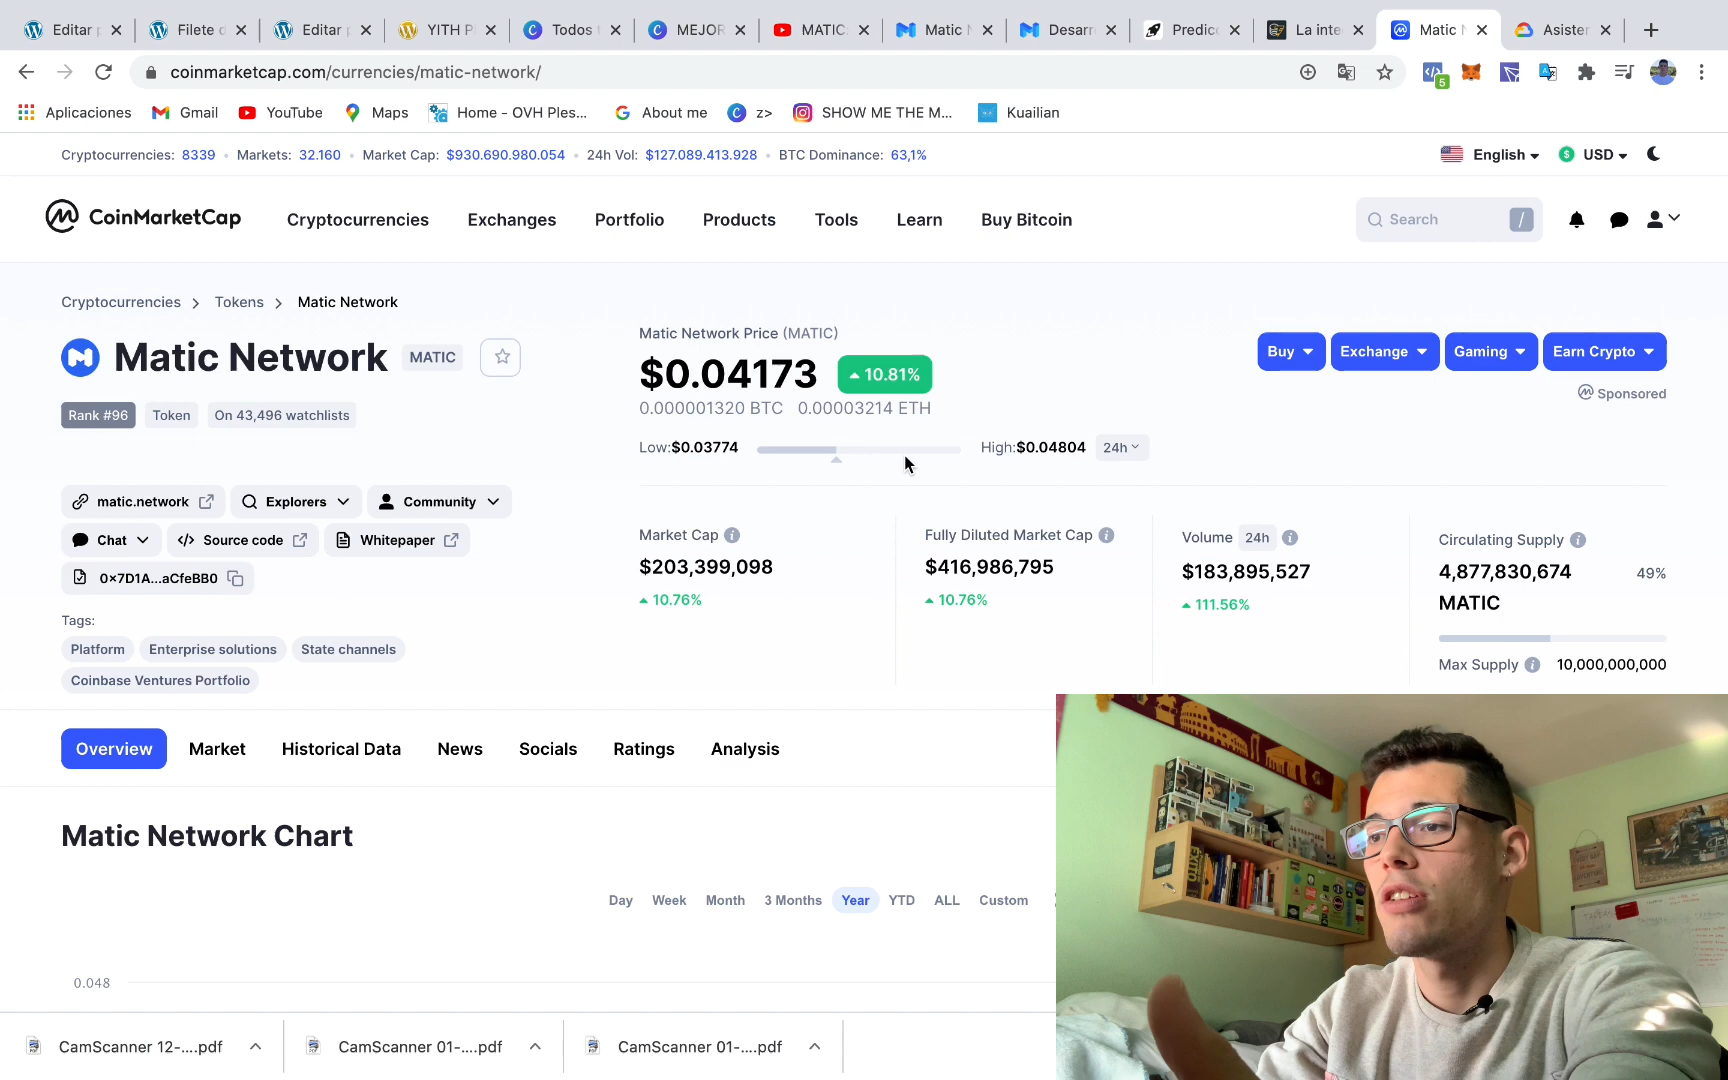 Editar p
Filete d
Editar p
YITH P
Todos t
MEJOR
MATIC:
Matic N
Desarr
Predic
La inte
Matic N
Asister
coinmarketcap.com/currencies/matic-network/
5
Aplicaciones
Gmail
YouTube
Maps
Home - OVH Ples...
About me
z>
SHOW ME THE M...
Kuailian
Cryptocurrencies: 8339 • Markets: 32.160 • Market Cap: $930.690.980.054 • 24h Vol: $127.089.413.928 • BTC Dominance: 63,1%
English
USD
CoinMarketCap
Cryptocurrencies
Exchanges
Portfolio
Products
Tools
Learn
Buy Bitcoin
Search
/
Cryptocurrencies > Tokens > Matic Network
Matic Network MATIC
Rank #96
Token
On 43,496 watchlists
Matic Network Price (MATIC)
$0.04173 10.81%
0.000001320 BTC 0.00003214 ETH
Low:$0.03774
High:$0.04804
24h
Buy
Exchange
Gaming
Earn Crypto
Sponsored
matic.network
Explorers
Community
Chat
Source code
Whitepaper
0x7D1A...aCfeBB0
Tags:
Platform
Enterprise solutions
State channels
Coinbase Ventures Portfolio
Market Cap
$203,399,098
10.76%
Fully Diluted Market Cap
$416,986,795
10.76%
Volume 24h
$183,895,527
111.56%
Circulating Supply
4,877,830,674
MATIC
49%
Max Supply
10,000,000,000
Overview
Market
Historical Data
News
Socials
Ratings
Analysis
Matic Network Chart
Day
Week
Month
3 Months
Year
YTD
ALL
Custom
0.048
CamScanner 12-....pdf
CamScanner 01-....pdf
CamScanner 01-....pdf